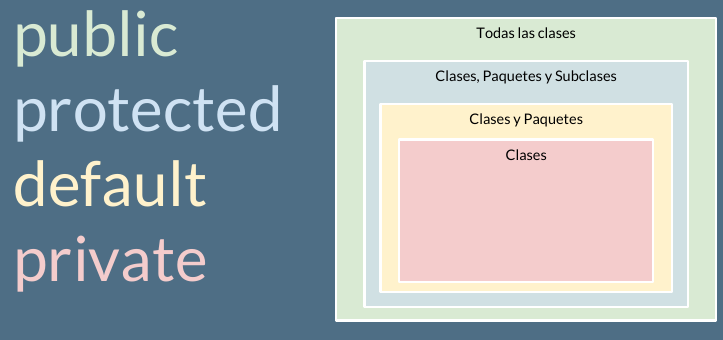 public
protected
default
private
Todas las clases
Clases, Paquetes y Subclases
Clases y Paquetes
Clases